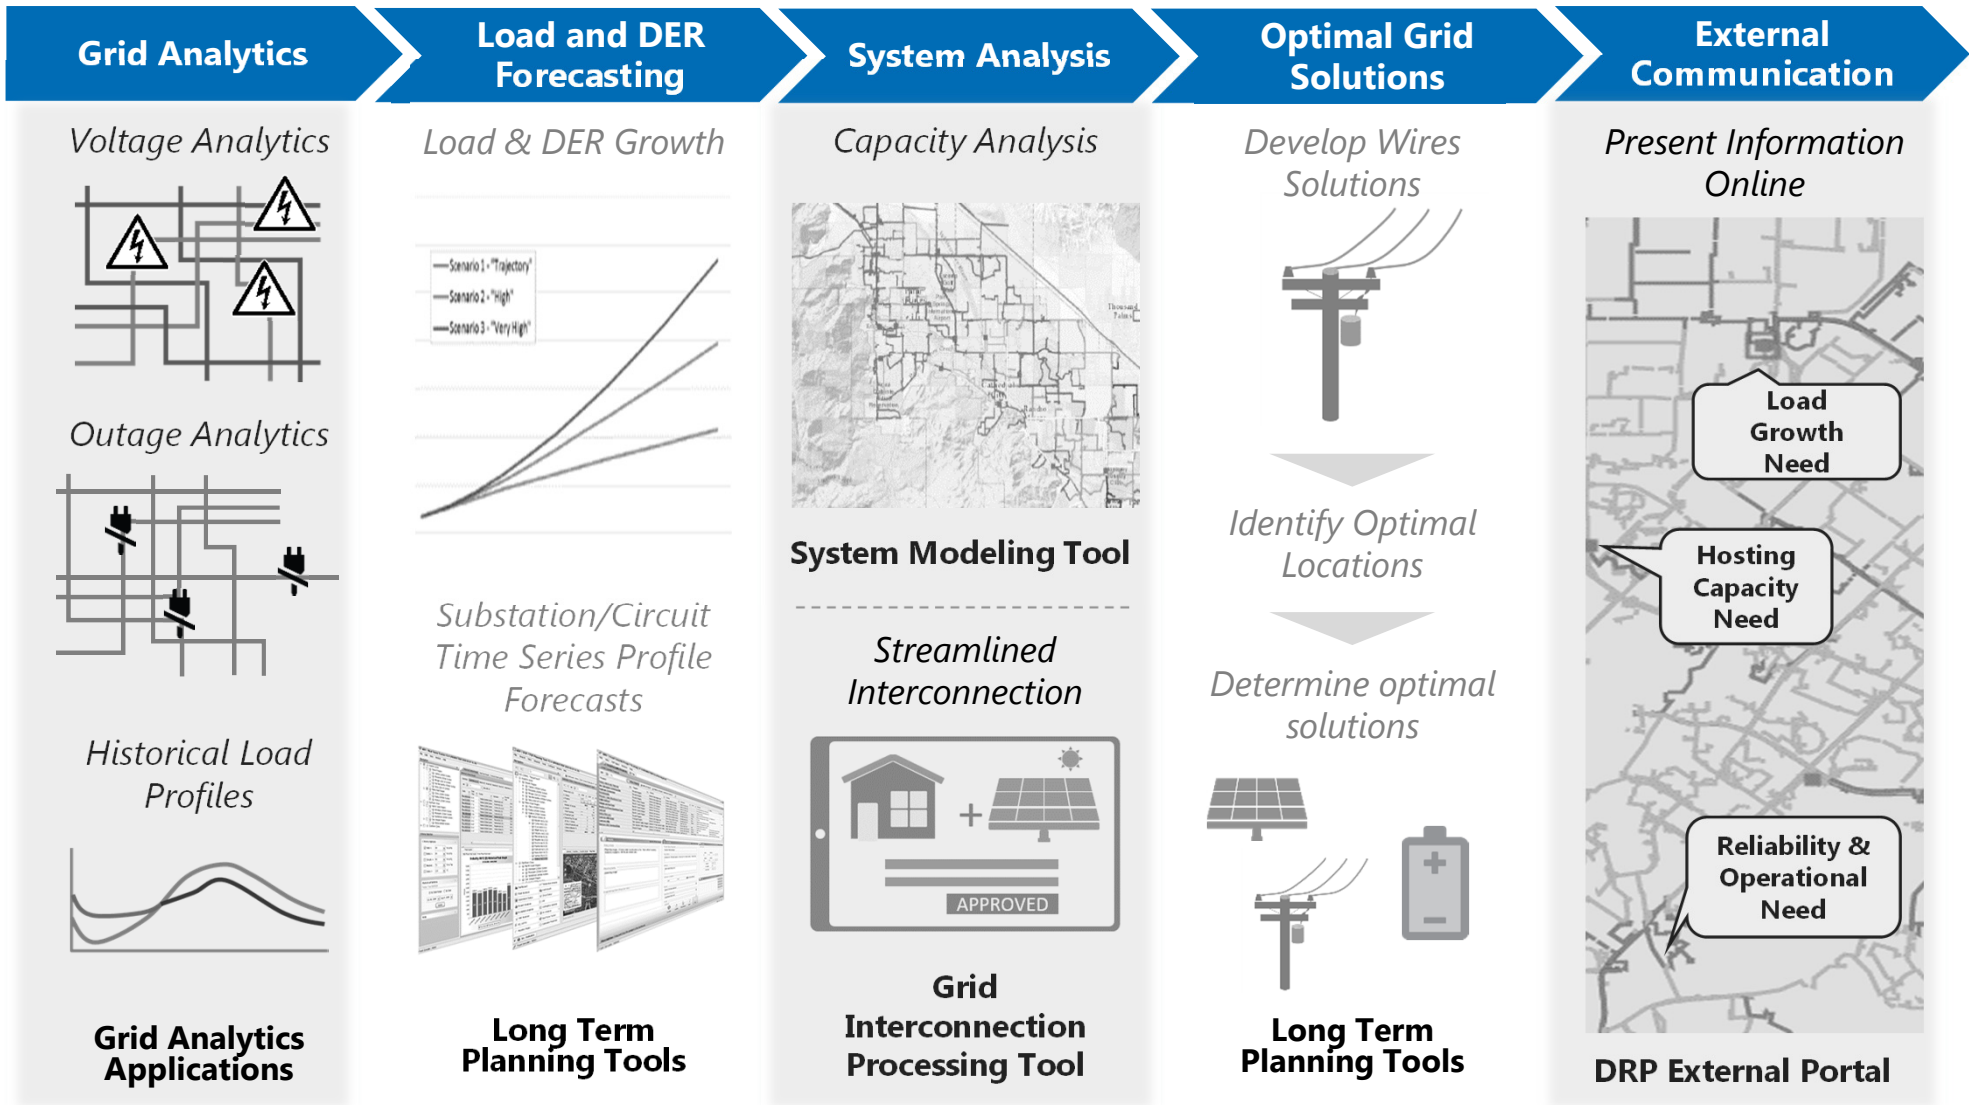 Grid Analytics
Load and DER
Forecasting
System Analysis
Optimal Grid
Solutions
External
Communication
Voltage Analytics
Outage Analytics
Historical Load
Profiles
Grid Analytics
Applications
Load & DER Growth
Scenario 1 - "Trajectory"
Scenario 2 - "High"
Scenario 3 - "Very High"
Substation/Circuit
Time Series Profile
Forecasts
Long Term
Planning Tools
Capacity Analysis
Thousand
Palms
System Modeling Tool
Streamlined
Interconnection
+
APPROVED
Grid
Interconnection
Processing Tool
Develop Wires
Solutions
Identify Optimal
Locations
Determine optimal
solutions
Long Term
Planning Tools
Present Information
Online
Load
Growth
Need
Hosting
Capacity
Need
Reliability &
Operational
Need
DRP External Portal